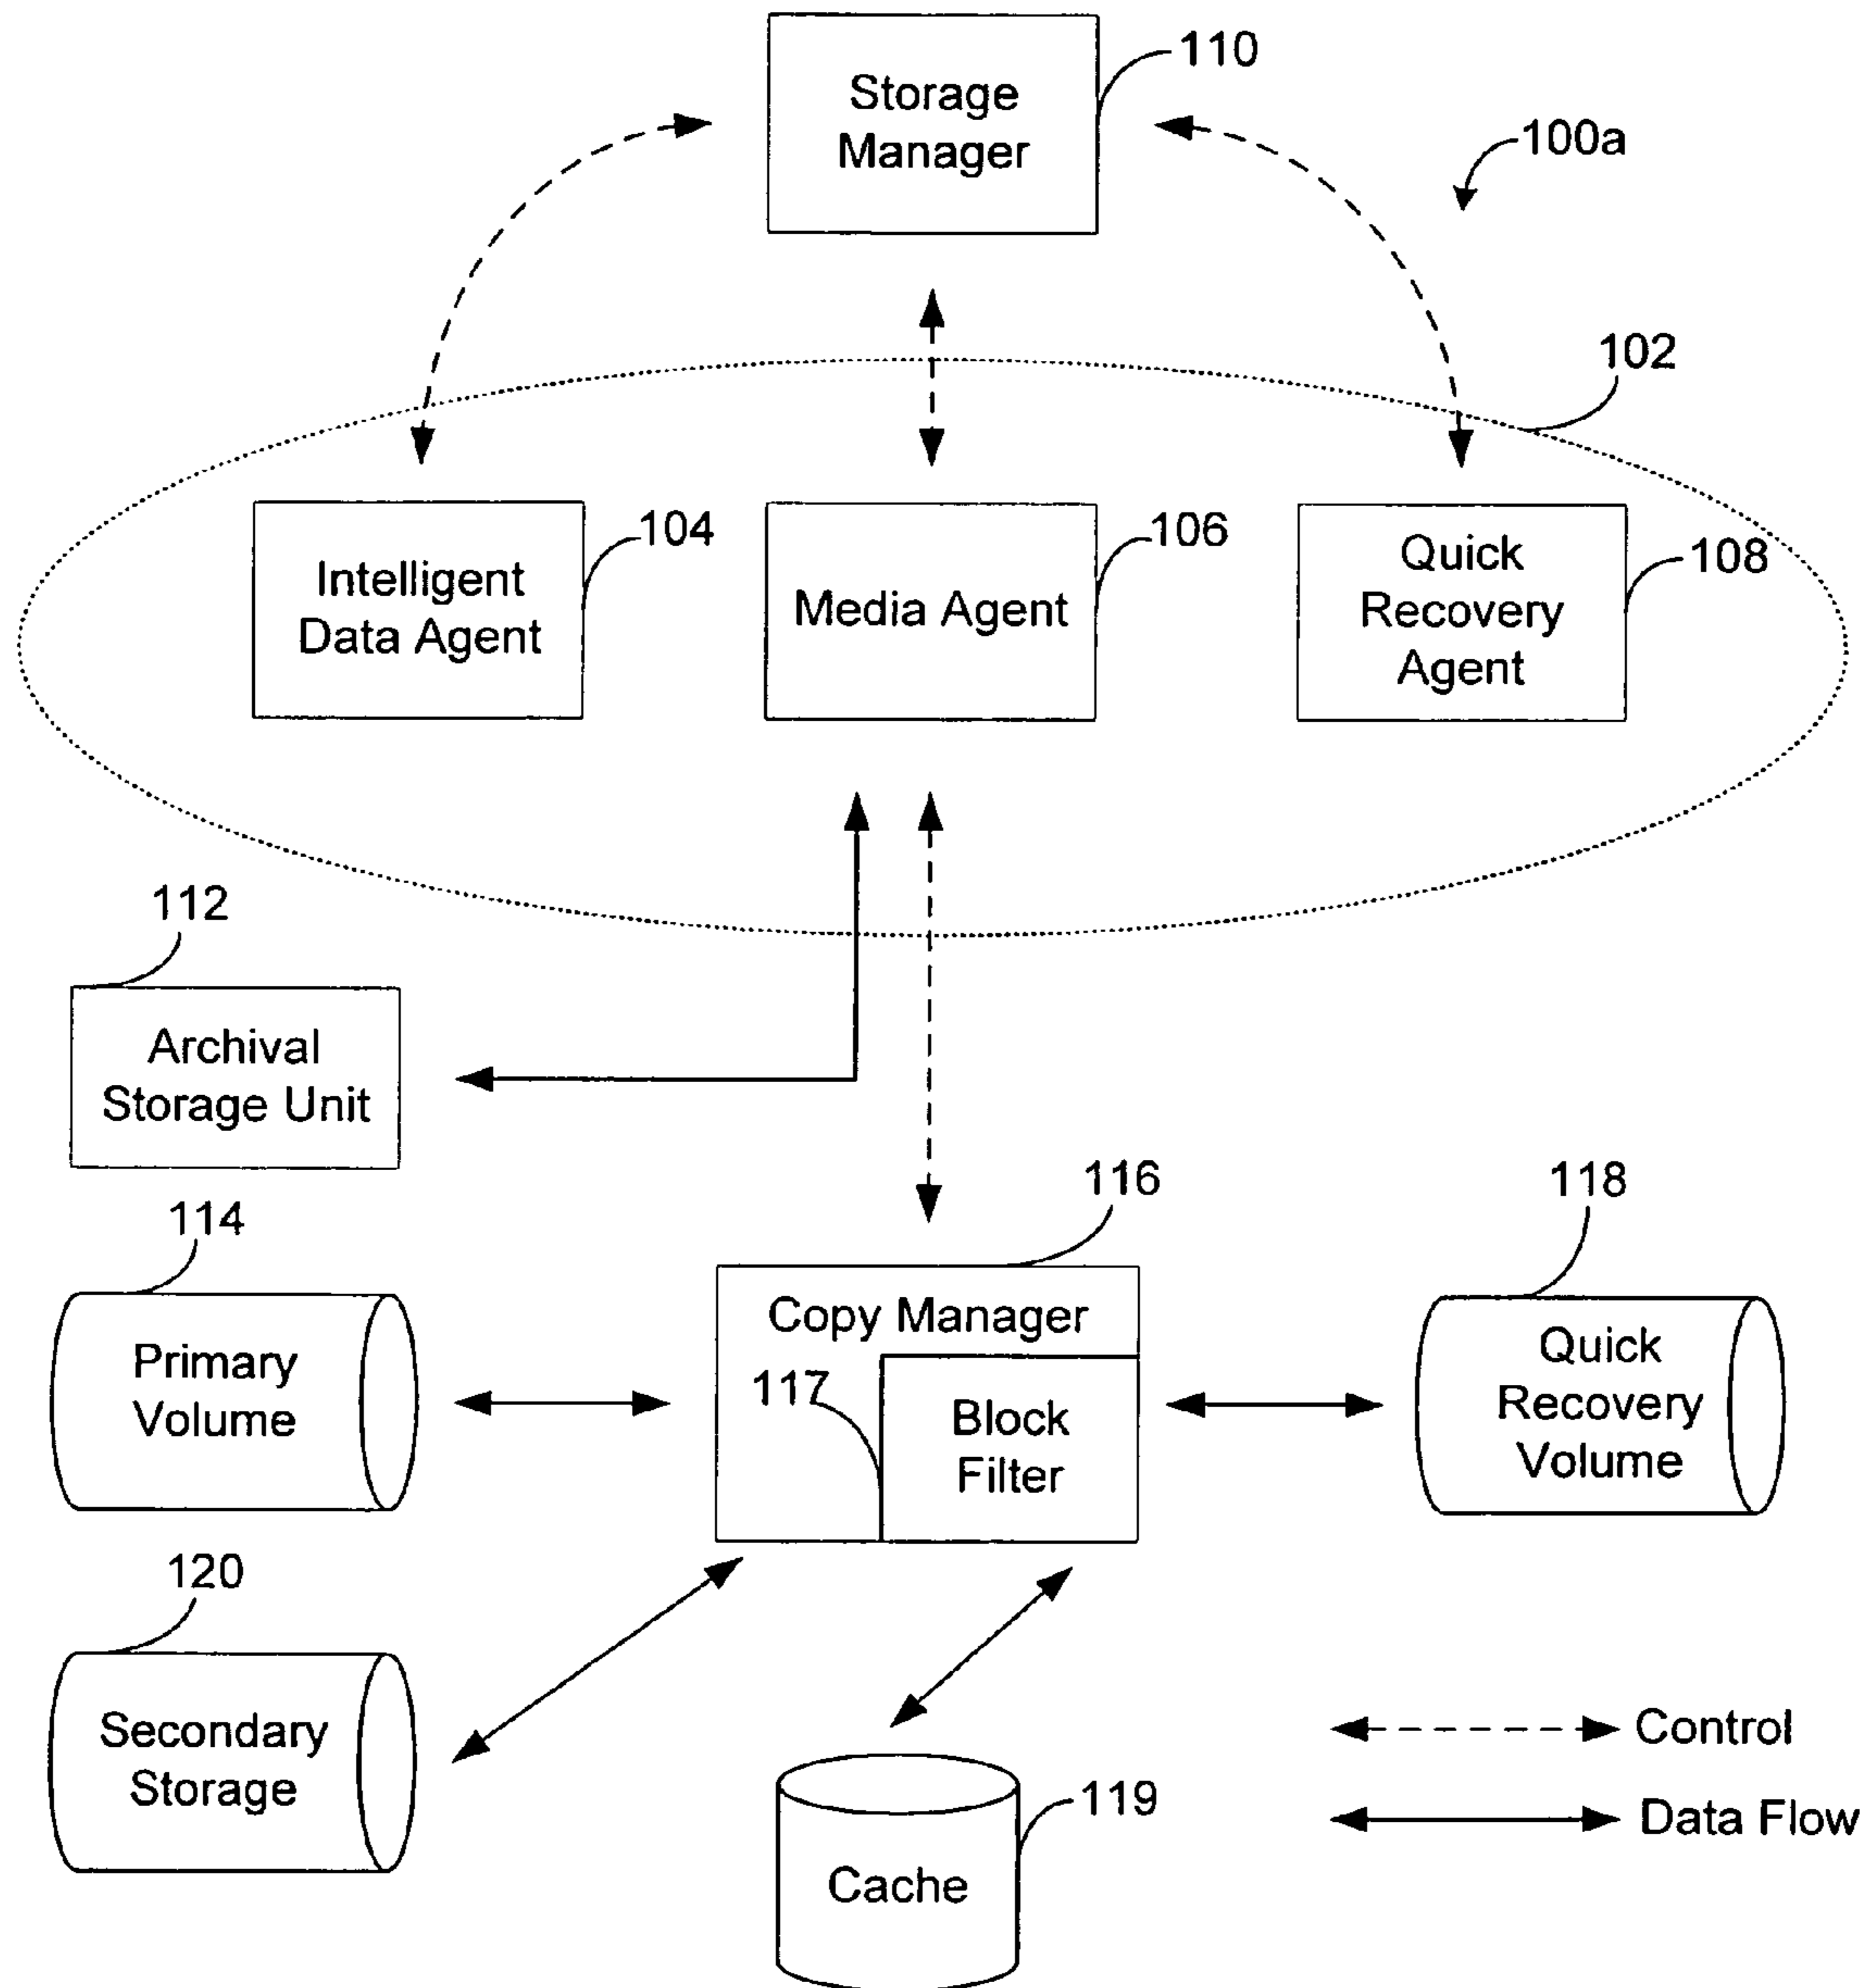 110
Storage
Manager
100a
102
104
Intelligent
Data Agent
106
Media Agent
108
Quick
Recovery
Agent
112
Archival
Storage Unit
114
Primary
Volume
116
Copy Manager
117
Block
Filter
118
Quick
Recovery
Volume
120
Secondary
Storage
119
Cache
Control
Data Flow